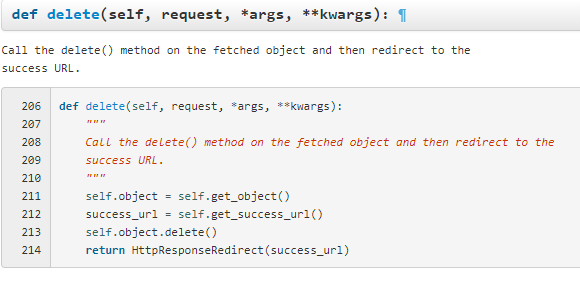 def delete(self, request, *args, **kwargs): ¶
Call the delete() method on the fetched object and then redirect to the
success URL.
206 def delete(self, request, *args, **kwargs):
207 """
208 Call the delete() method on the fetched object and then redirect to the
209 success URL.
210 """
211 self.object = self.get_object()
212 success_url = self.get_success_url()
213 self.object.delete()
214 return HttpResponseRedirect(success_url)